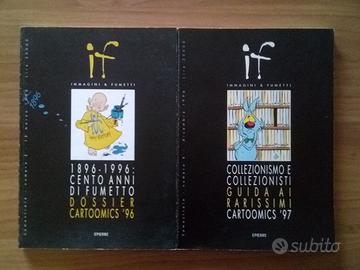 if
IMMAGINI & FUMETTI
1896
1896-1996:
CENTO ANNI
DI FUMETTO
DOSSIER
CARTOOMICS '96
EPIERRE
if
IMMAGINI & FUMETTI
COLLEZIONISMO E
COLLEZIONISTI
GUIDA AI
RARISSIMI
CARTOOMICS '97
EPIERRE
subito